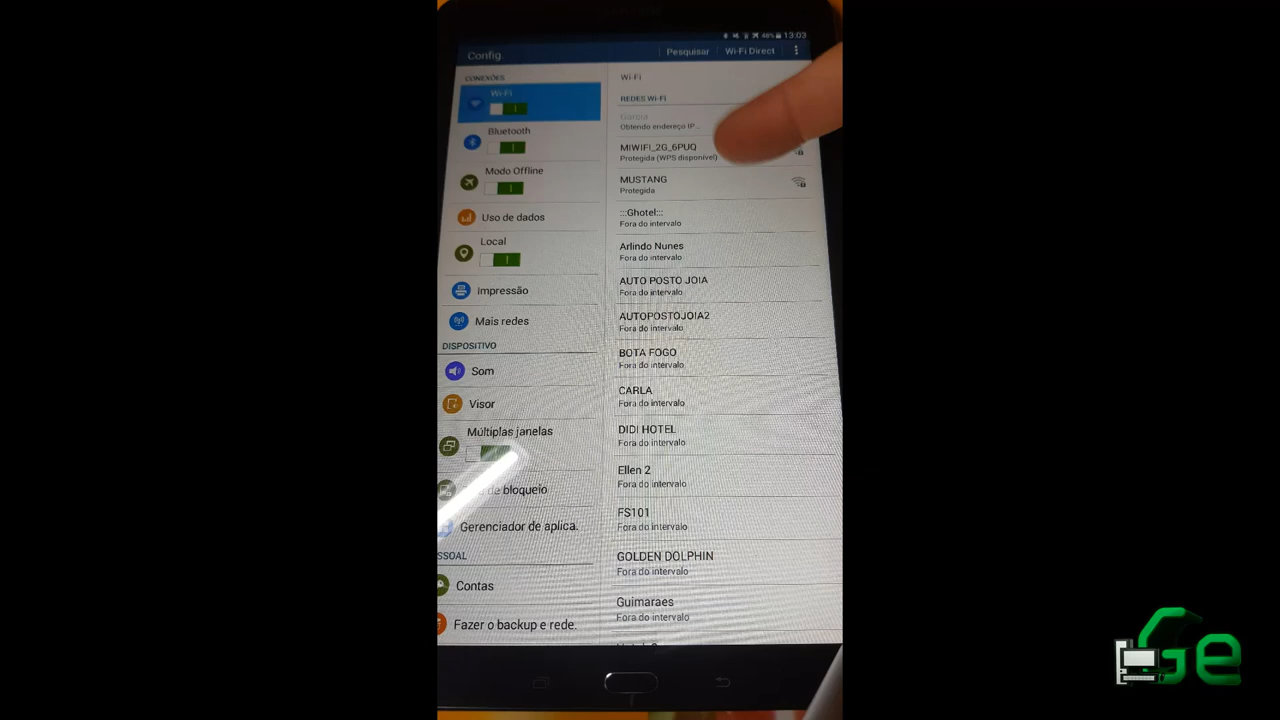 SAMSUNG
48% 13:03
Config
Pesquisar
Wi-Fi Direct
CONEXÕES
Wi-Fi
Bluetooth
Modo Offline
Uso de dados
Local
Impressão
Mais redes
DISPOSITIVO
Som
Visor
Múltiplas janelas
de bloqueio
Gerenciador de aplica.
SSOAL
Contas
Fazer o backup e rede.
Wi-Fi
REDES Wi-Fi
Obtendo endereço IP...
MIWIFI_2G_6PUQ
Protegida (WPS disponível)
MUSTANG
Protegida
:::Ghotel:::
Fora do intervalo
Arlindo Nunes
Fora do intervalo
AUTO POSTO JOIA
Fora do intervalo
AUTOPOSTOJOIA2
Fora do intervalo
BOTA FOGO
Fora do intervalo
CARLA
Fora do intervalo
DIDI HOTEL
Fora do intervalo
Ellen 2
Fora do intervalo
FS101
Fora do intervalo
GOLDEN DOLPHIN
Fora do intervalo
Guimaraes
Fora do intervalo
Ge